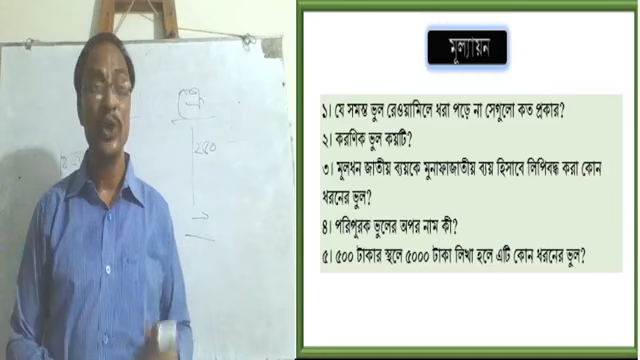 মূল্যায়ন
১। যে সমস্ত ভুল রেওয়ামিলে ধরা পড়ে না সেগুলো কত প্রকার?
২। করণিক ভুল কয়টি?
৩। মূলধন জাতীয় ব্যয়কে মুনাফাজাতীয় ব্যয় হিসাবে লিপিবদ্ধ করা কোন
ধরনের ভুল?
৪। পরিপূরক ভুলের অপর নাম কী?
৫। ৫০০ টাকার স্থলে ৫০০০ টাকা লিখা হলে এটি কোন ধরনের ভুল?